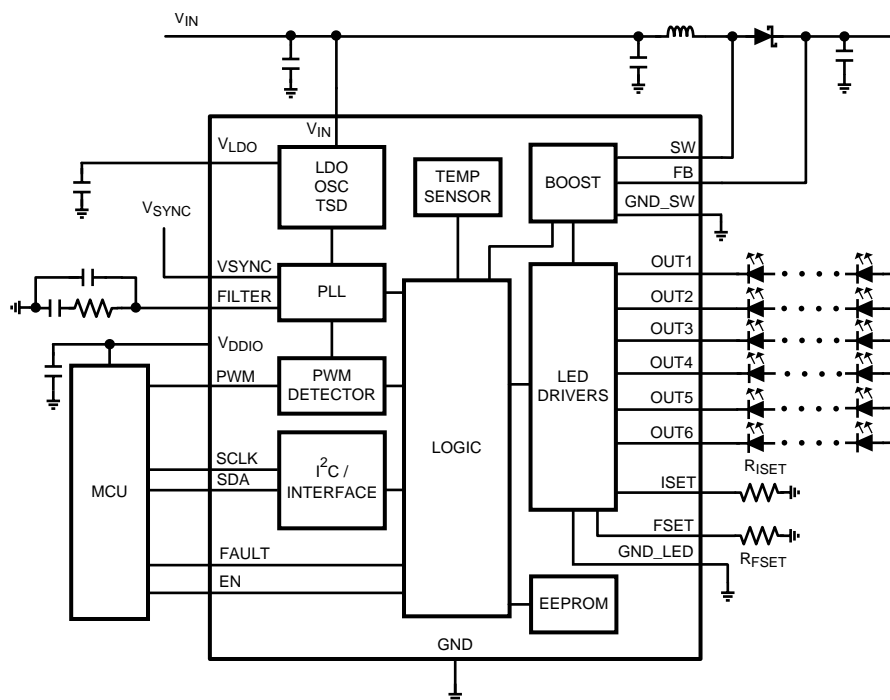 VIN
VLDO
VIN
LDO
OSC
TSD
TEMP
SENSOR
BOOST
SW
FB
GND_SW
VSYNC
VSYNC
FILTER
PLL
OUT1
OUT2
OUT3
OUT4
OUT5
OUT6
VDDIO
PWM
PWM
DETECTOR
LOGIC
LED
DRIVERS
MCU
SCLK
SDA
I²C /
INTERFACE
RISET
ISET
FSET
RFSET
GND_LED
FAULT
EN
EEPROM
GND